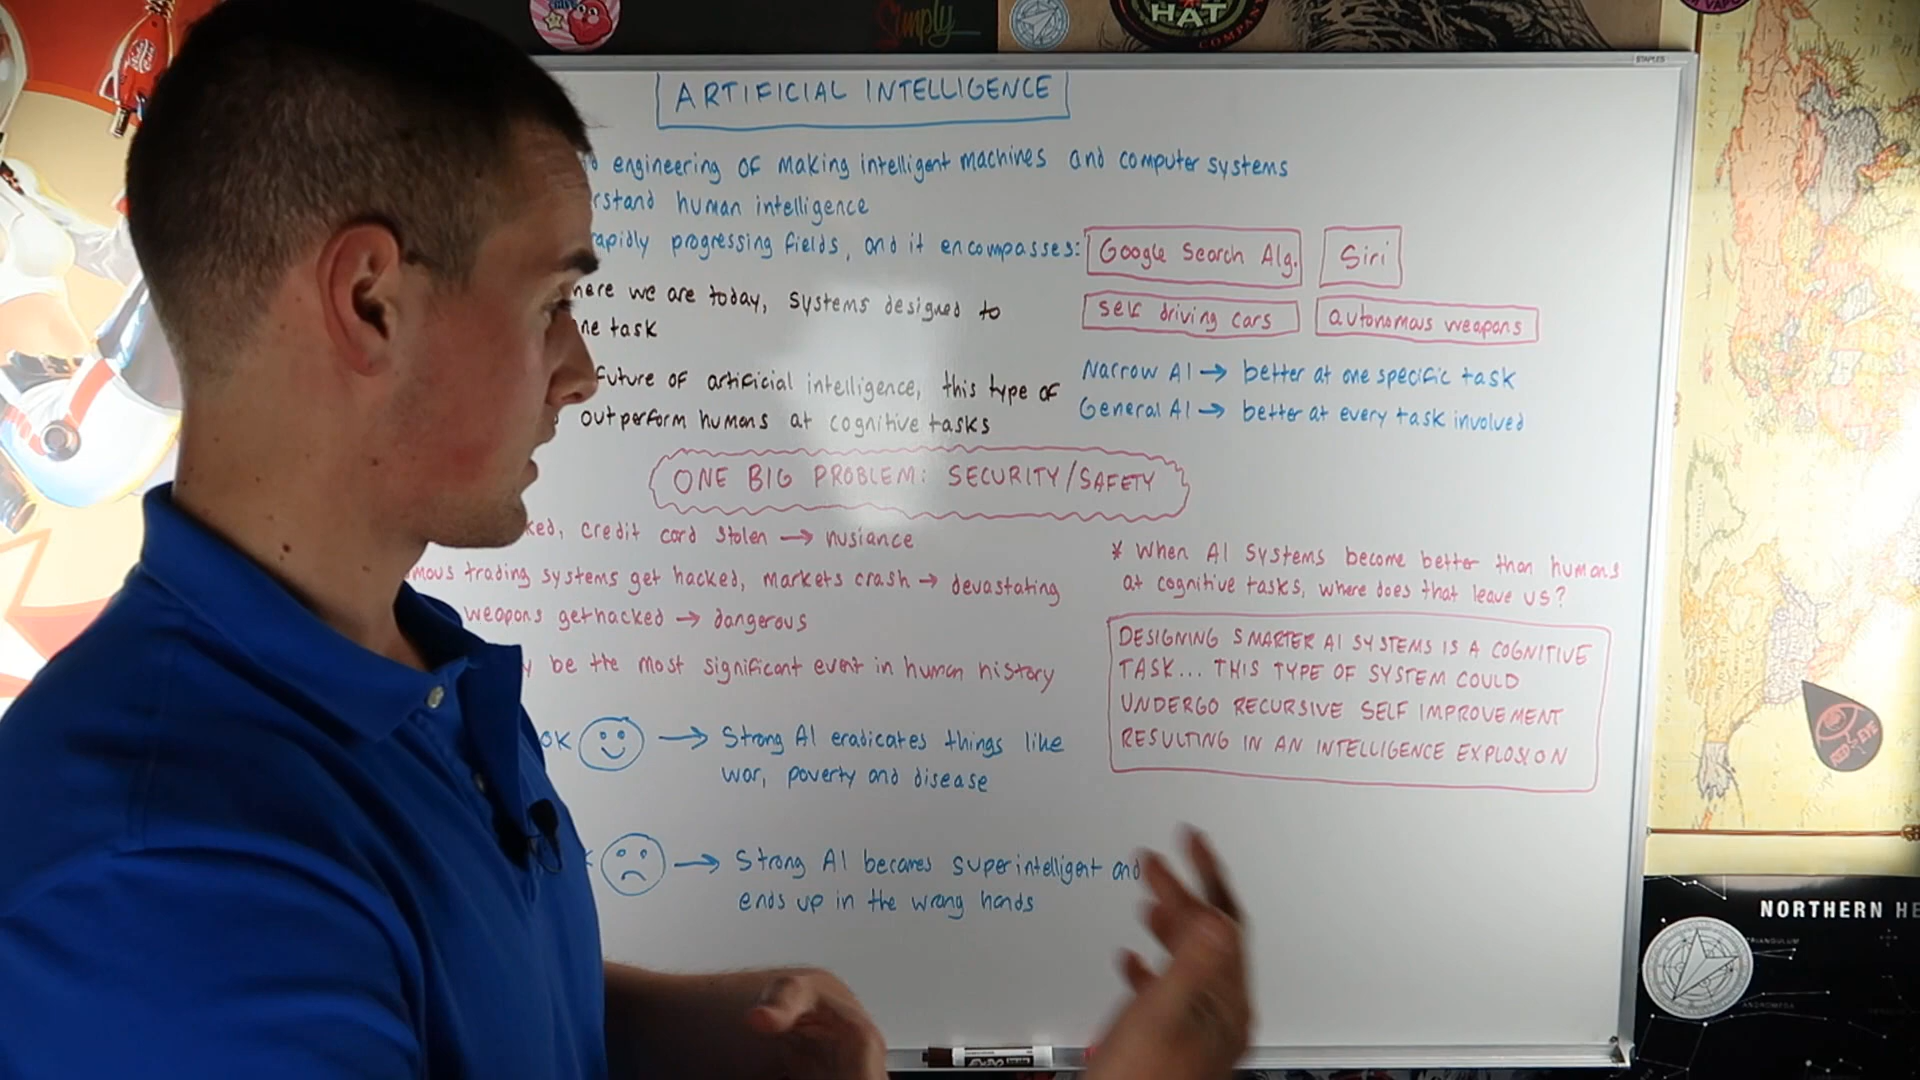 Simply
HAT
COMPANY
STAPLES
ARTIFICIAL INTELLIGENCE
engineering of making intelligent machines and computer systems
rstand human intelligence
rapidly progressing fields, and it encompasses:
Google Search Alg.
Siri
self driving cars
autonomous weapons
here we are today, systems designed to
ne task
Narrow AI → better at one specific task
General AI → better at every task involved
future of artificial intelligence, this type of
outperform humans at cognitive tasks
ONE BIG PROBLEM: SECURITY/SAFETY
ked, credit card stolen → nusiance
mous trading systems get hacked, markets crash → devastating
weapons get hacked → dangerous
y be the most significant event in human history
* When AI systems become better than humans
at cognitive tasks, where does that leave us?
DESIGNING SMARTER AI SYSTEMS IS A COGNITIVE
TASK... THIS TYPE OF SYSTEM COULD
UNDERGO RECURSIVE SELF IMPROVEMENT
RESULTING IN AN INTELLIGENCE EXPLOSION
OK → Strong AI eradicates things like
war, poverty and disease
→ Strong AI becomes superintelligent and
ends up in the wrong hands
RED EYE
NORTHERN HE
TRIANGULUM
ANDROMEDA